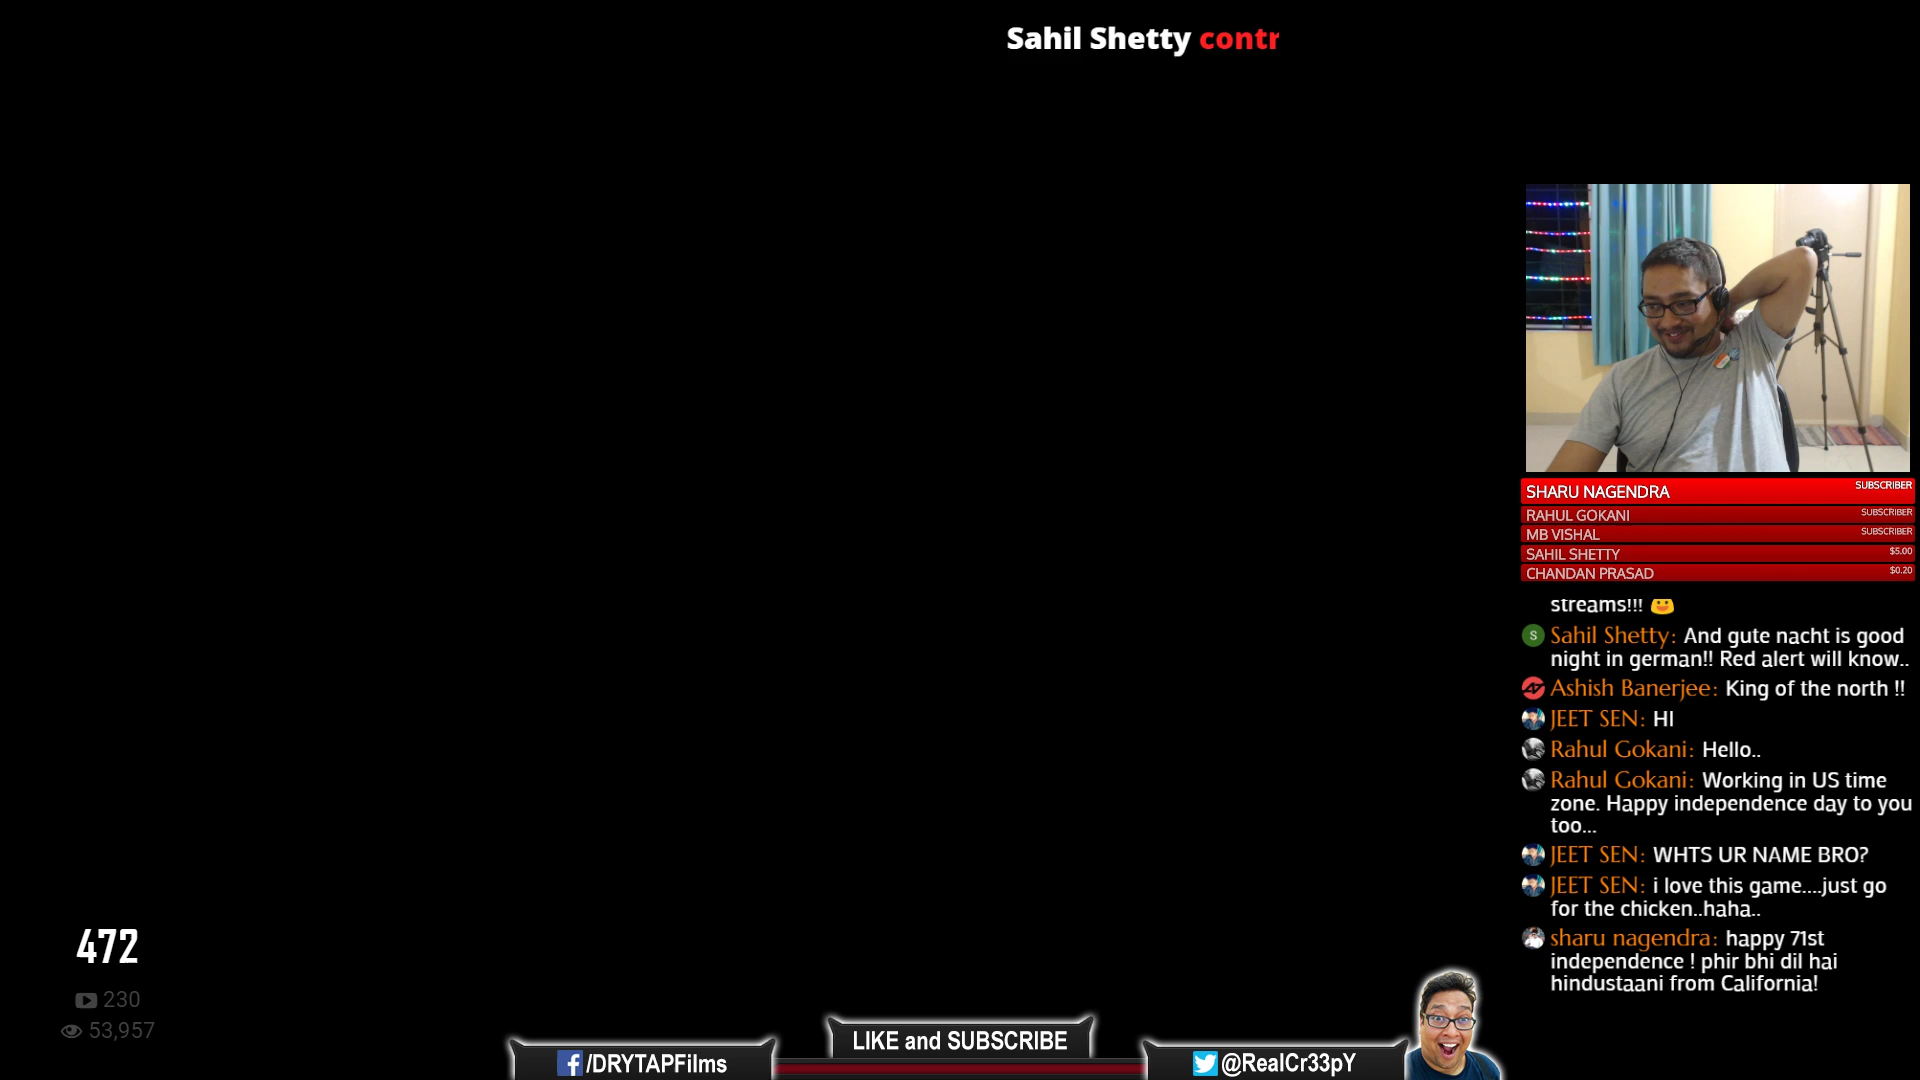 Sahil Shetty contr
SHARU NAGENDRA SUBSCRIBER
RAHUL GOKANI SUBSCRIBER
MB VISHAL SUBSCRIBER
SAHIL SHETTY $5.00
CHANDAN PRASAD $0.20
streams!!!
S Sahil Shetty: And gute nacht is good
night in german!! Red alert will know..
Ashish Banerjee: King of the north !!
JEET SEN: HI
Rahul Gokani: Hello..
Rahul Gokani: Working in US time
zone. Happy independence day to you
too...
JEET SEN: WHTS UR NAME BRO?
JEET SEN: i love this game....just go
for the chicken..haha..
sharu nagendra: happy 71st
independence ! phir bhi dil hai
hindustaani from California!
472
230
53,957
f/DRYTAPFilms
LIKE and SUBSCRIBE
@RealCr33pY